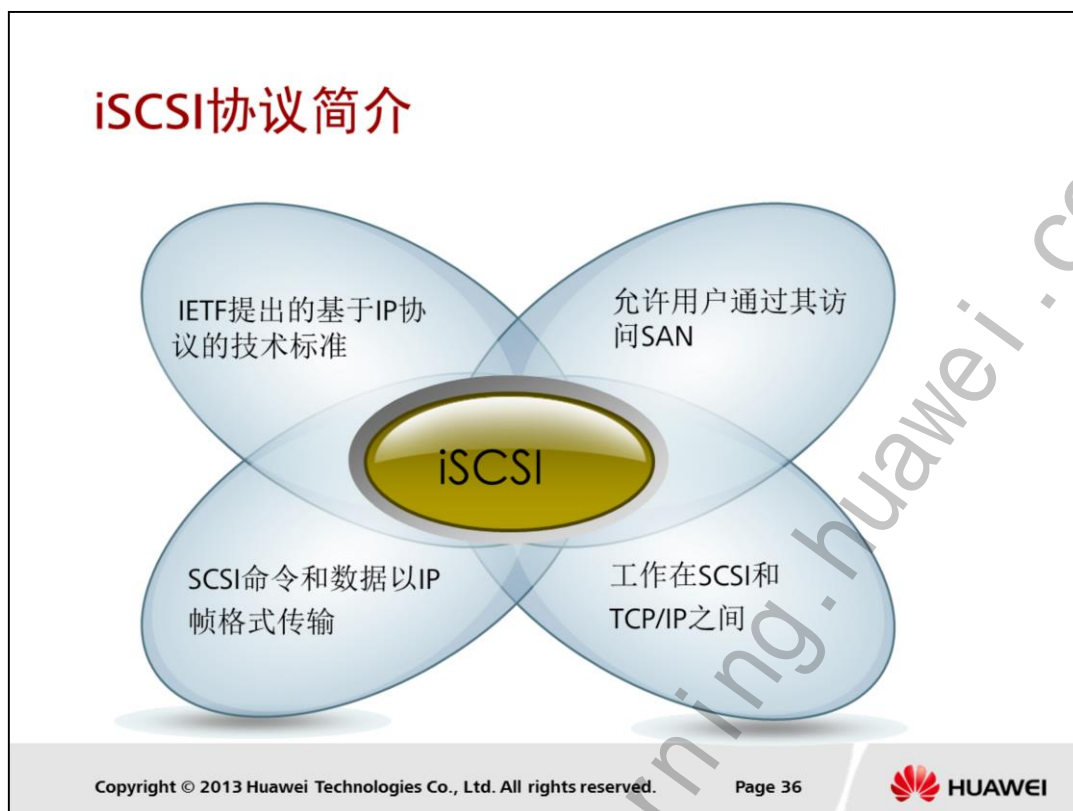 iSCSI协议简介
IETF提出的基于IP协
议的技术标准
允许用户通过其访
问SAN
iSCSI
SCSI命令和数据以IP
帧格式传输
工作在SCSI和
TCP/IP之间
rning.huawei.co
Copyright © 2013 Huawei Technologies Co., Ltd. All rights reserved.
Page 36
HUAWEI